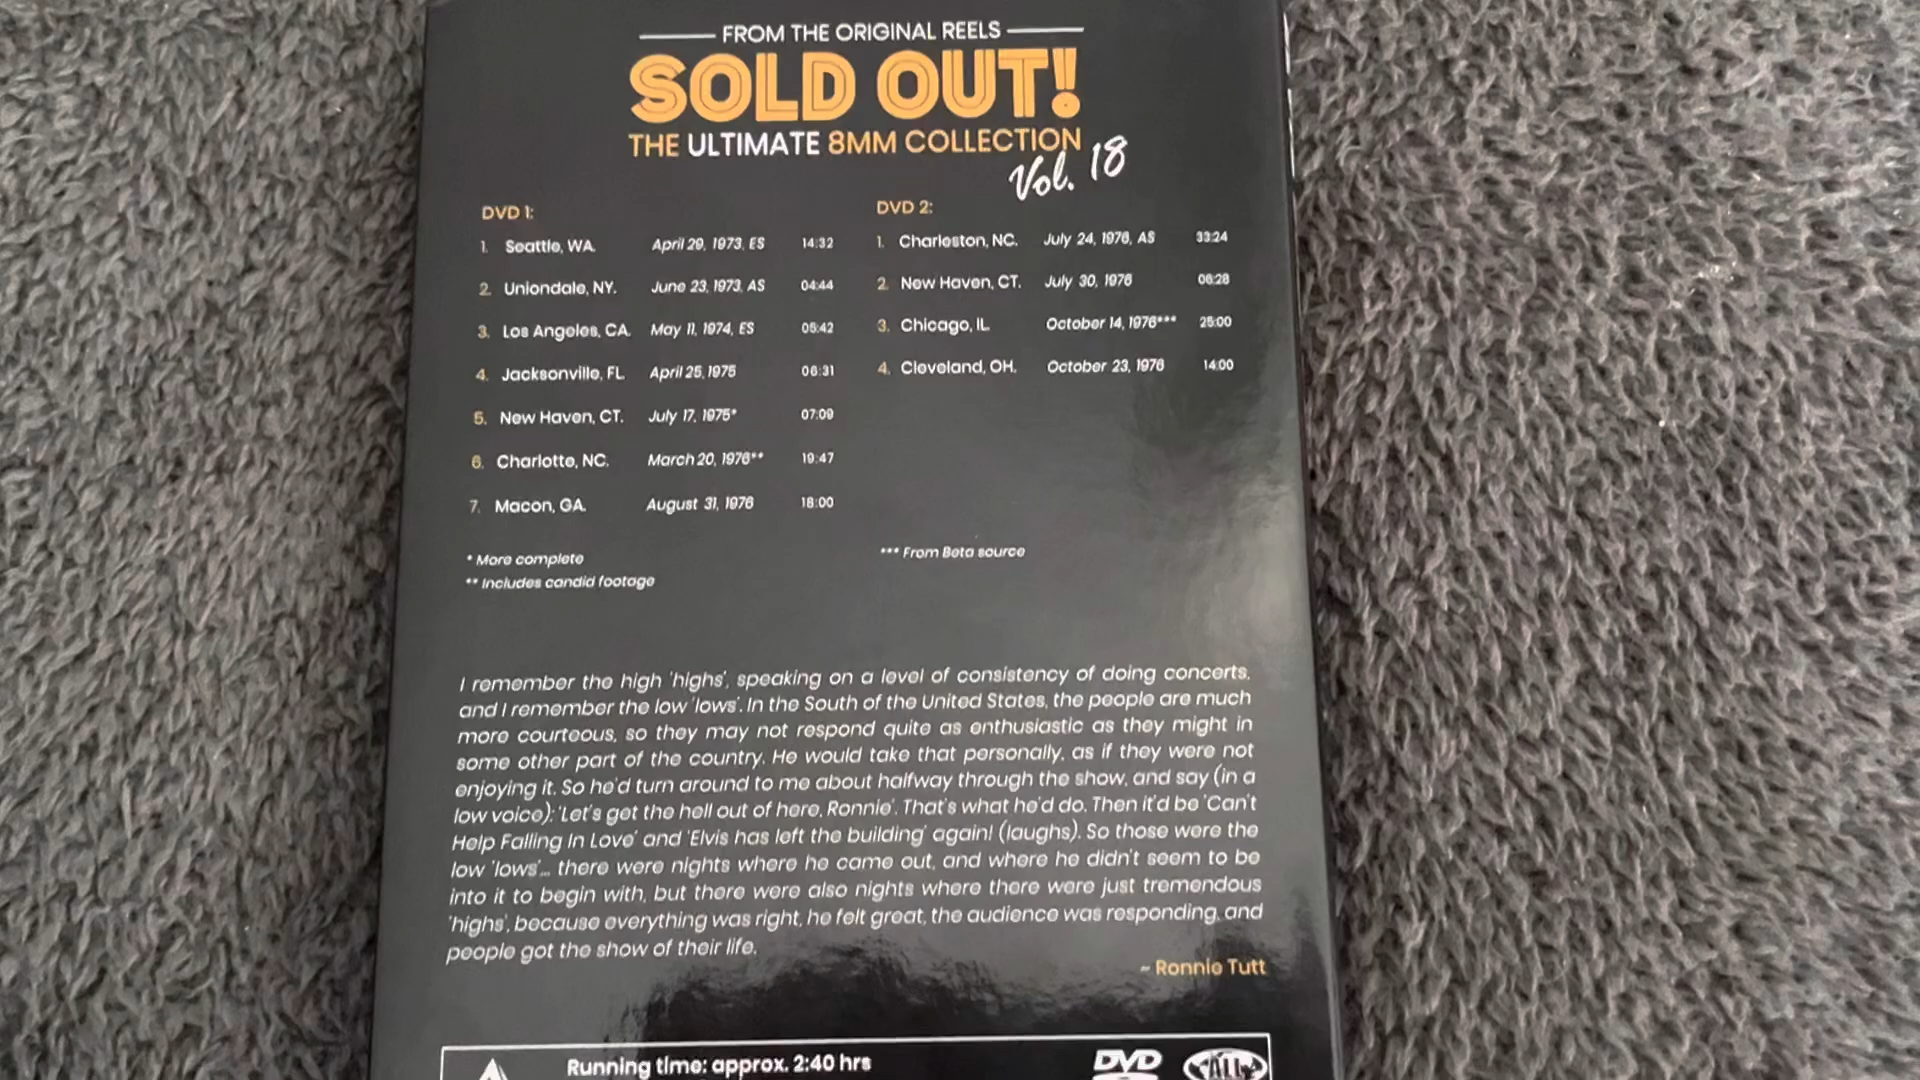 FROM THE ORIGINAL REELS
SOLD OUT!
THE ULTIMATE 8MM COLLECTION
Vol. 18
DVD 1:
1. Seattle, WA. April 29, 1973, ES 14:32
2. Uniondale, NY. June 23, 1973, AS 04:44
3. Los Angeles, CA. May 11, 1974, ES 05:42
4. Jacksonville, FL. April 25, 1975 06:31
5. New Haven, CT. July 17, 1975* 07:09
6. Charlotte, NC. March 20, 1976** 19:47
7. Macon, GA. August 31, 1976 18:00
* More complete
** Includes candid footage
DVD 2:
1. Charleston, NC. July 24, 1976, AS 33:24
2. New Haven, CT. July 30, 1976 06:28
3. Chicago, IL. October 14, 1976*** 25:00
4. Cleveland, OH. October 23, 1976 14:00
*** From Beta source
I remember the high 'highs', speaking on a level of consistency of doing concerts,
and I remember the low 'lows'. In the South of the United States, the people are much
more courteous, so they may not respond quite as enthusiastic as they might in
some other part of the country. He would take that personally, as if they were not
enjoying it. So he'd turn around to me about halfway through the show, and say (in a
low voice): 'Let's get the hell out of here, Ronnie'. That's what he'd do. Then it'd be 'Can't
Help Falling In Love' and 'Elvis has left the building' again! (laughs). So those were the
low 'lows'... there were nights where he came out, and where he didn't seem to be
into it to begin with, but there were also nights where there were just tremendous
'highs', because everything was right, he felt great, the audience was responding, and
people got the show of their life.
~ Ronnie Tutt
Running time: approx. 2:40 hrs
DVD
ALL